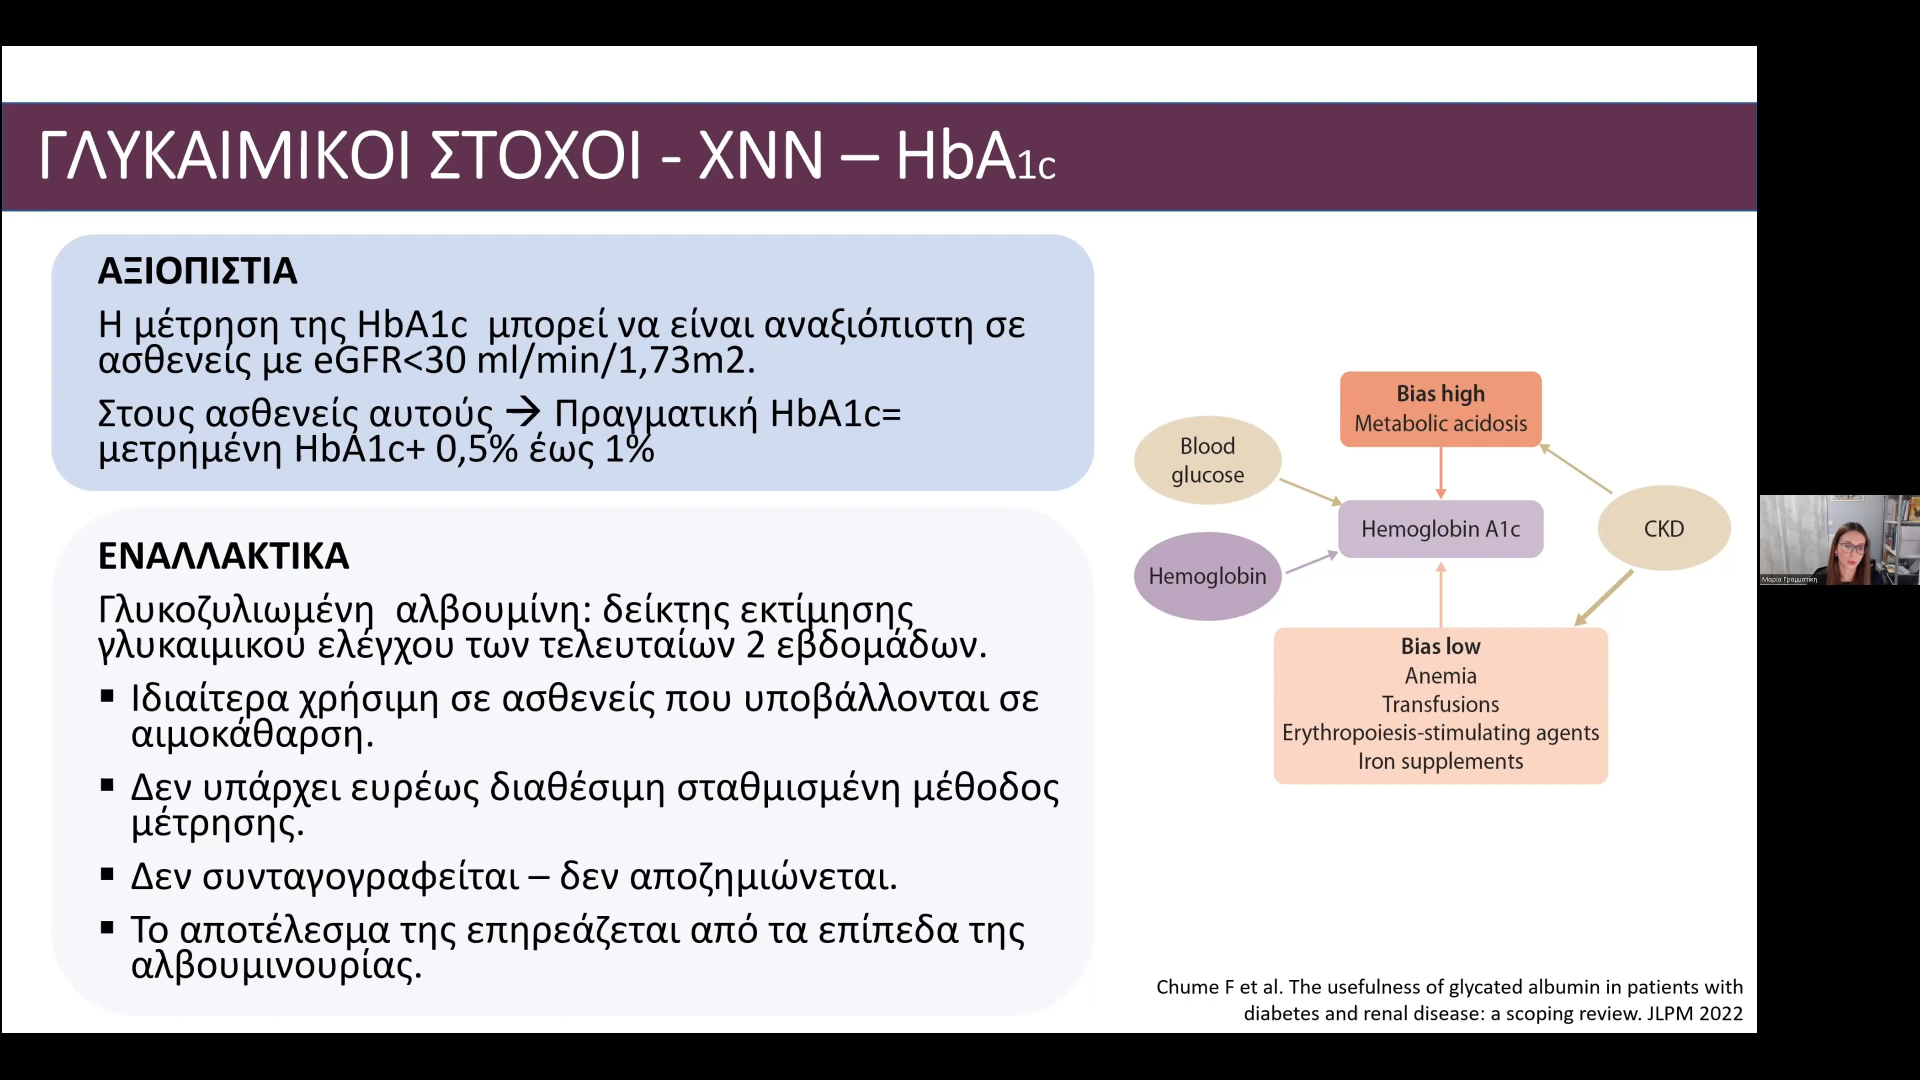 ΓΛΥΚΑΙΜΙΚΟΙ ΣΤΟΧΟΙ - ΧΝΝ – HbA1c
ΑΞΙΟΠΙΣΤΙΑ
Η μέτρηση της HbA1c μπορεί να είναι αναξιόπιστη σε
ασθενείς με eGFR<30 ml/min/1,73m2.
Στους ασθενείς αυτούς → Πραγματική HbA1c=
μετρημένη HbA1c+ 0,5% έως 1%
ΕΝΑΛΛΑΚΤΙΚΑ
Γλυκοζυλιωμένη αλβουμίνη: δείκτης εκτίμησης
γλυκαιμικού ελέγχου των τελευταίων 2 εβδομάδων.
▪ Ιδιαίτερα χρήσιμη σε ασθενείς που υποβάλλονται σε
αιμοκάθαρση.
▪ Δεν υπάρχει ευρέως διαθέσιμη σταθμισμένη μέθοδος
μέτρησης.
▪ Δεν συνταγογραφείται – δεν αποζημιώνεται.
▪ Το αποτέλεσμα της επηρεάζεται από τα επίπεδα της
αλβουμινουρίας.
Bias high
Metabolic acidosis
Blood
glucose
Hemoglobin A1c
CKD
Hemoglobin
Bias low
Anemia
Transfusions
Erythropoiesis-stimulating agents
Iron supplements
Chume F et al. The usefulness of glycated albumin in patients with
diabetes and renal disease: a scoping review. JLPM 2022
Μαρία Γραμματίκη